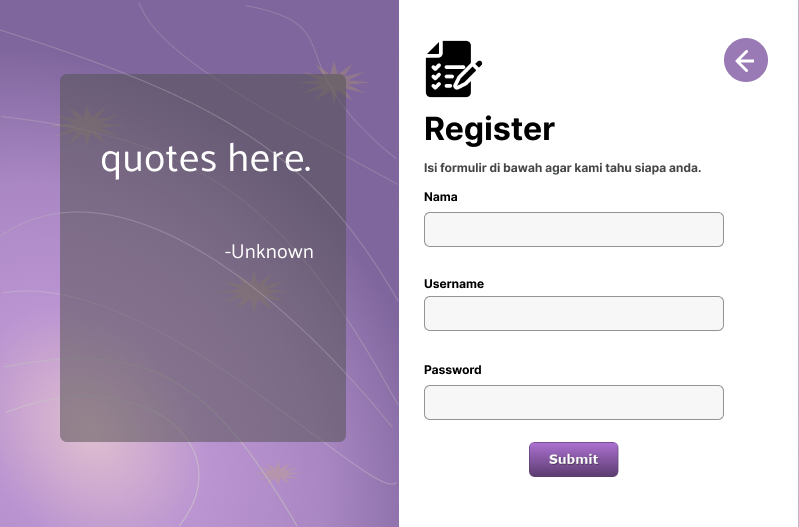 quotes here.
-Unknown
Register
Isi formulir di bawah agar kami tahu siapa anda.
Nama
Username
Password
Submit